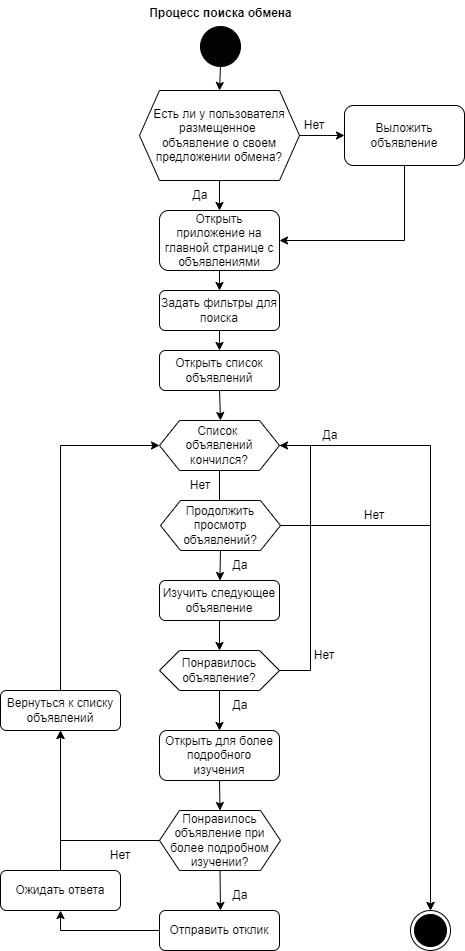 Процесс поиска обмена
Есть ли у пользователя
размещенное
объявление о своем
предложении обмена?
Нет
Выложить
объявление
Да
Открыть
приложение на
главной странице с
объявлениями
Задать фильтры для
поиска
Открыть список
объявлений
Список
объявлений
кончился?
Да
Нет
Продолжить
просмотр
объявлений?
Нет
Да
Изучить следующее
объявление
Понравилось
объявление?
Нет
Да
Вернуться к списку
объявлений
Открыть для более
подробного
изучения
Понравилось
объявление при
более подробном
изучении?
Нет
Да
Ожидать ответа
Отправить отклик